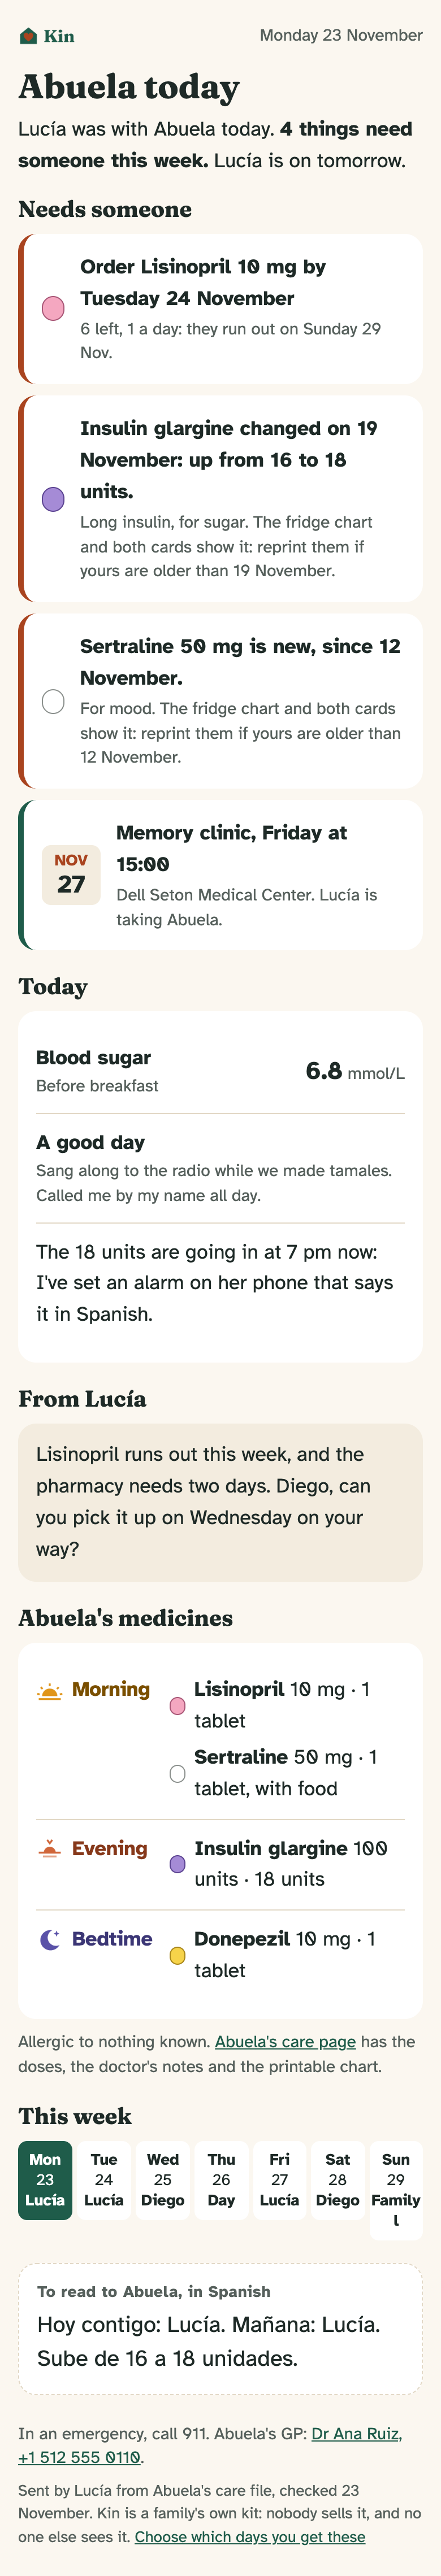 Kin
Monday 23 November
Abuela today
Lucía was with Abuela today. 4 things need
someone this week. Lucía is on tomorrow.
Needs someone
Order Lisinopril 10 mg by
Tuesday 24 November
6 left, 1 a day: they run out on Sunday 29
Nov.
Insulin glargine changed on 19
November: up from 16 to 18
units.
Long insulin, for sugar. The fridge chart
and both cards show it: reprint them if
yours are older than 19 November.
Sertraline 50 mg is new, since 12
November.
For mood. The fridge chart and both cards
show it: reprint them if yours are older than
12 November.
NOV
27
Memory clinic, Friday at
15:00
Dell Seton Medical Center. Lucía is
taking Abuela.
Today
Blood sugar
Before breakfast
6.8 mmol/L
A good day
Sang along to the radio while we made tamales.
Called me by my name all day.
The 18 units are going in at 7 pm now:
I've set an alarm on her phone that says
it in Spanish.
From Lucía
Lisinopril runs out this week, and the
pharmacy needs two days. Diego, can
you pick it up on Wednesday on your
way?
Abuela's medicines
Morning
Lisinopril 10 mg · 1
tablet
Sertraline 50 mg · 1
tablet, with food
Evening
Insulin glargine 100
units · 18 units
Bedtime
Donepezil 10 mg · 1
tablet
Allergic to nothing known. Abuela's care page has the
doses, the doctor's notes and the printable chart.
This week
Mon
23
Lucía
Tue
24
Lucía
Wed
25
Diego
Thu
26
Day
Fri
27
Lucía
Sat
28
Diego
Sun
29
Family
l
To read to Abuela, in Spanish
Hoy contigo: Lucía. Mañana: Lucía.
Sube de 16 a 18 unidades.
In an emergency, call 911. Abuela's GP: Dr Ana Ruiz,
+1 512 555 0110.
Sent by Lucía from Abuela's care file, checked 23
November. Kin is a family's own kit: nobody sells it, and no
one else sees it. Choose which days you get these